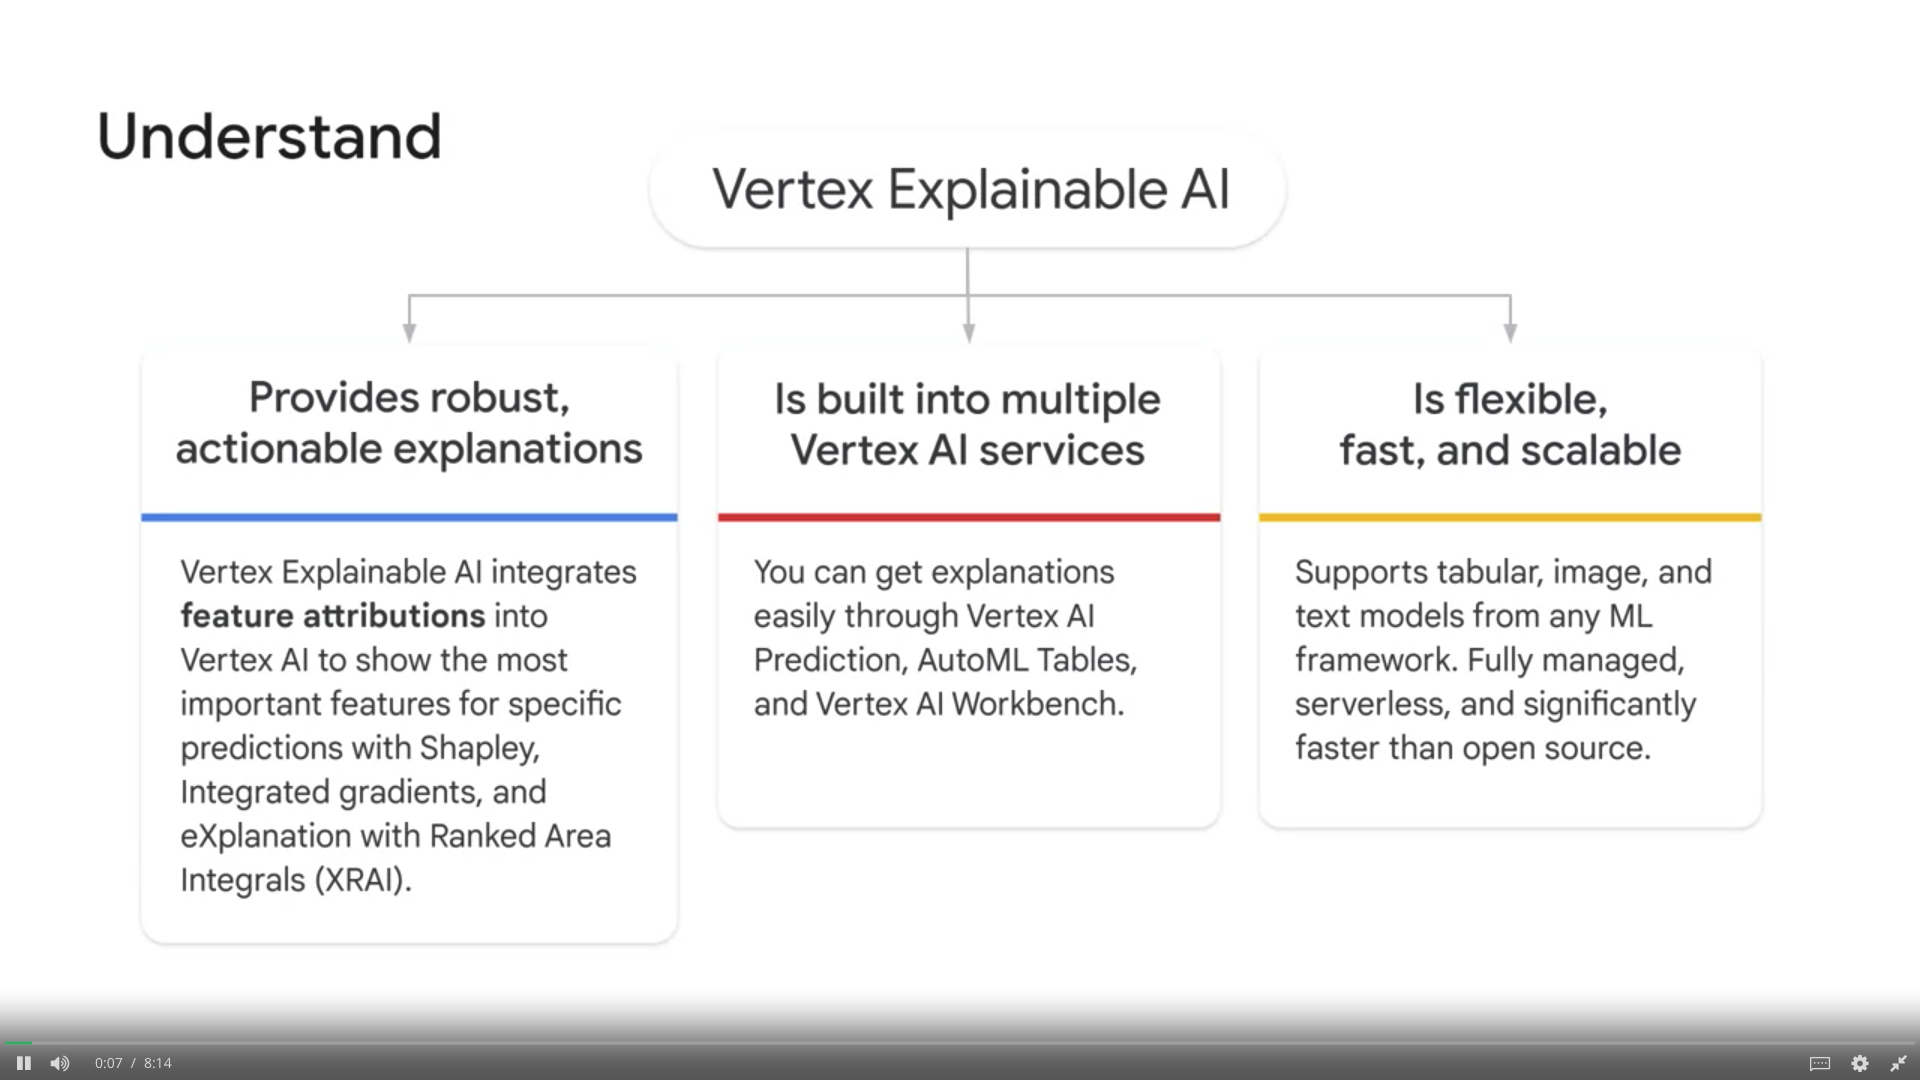 Understand
Vertex Explainable AI
Provides robust,
actionable explanations
Vertex Explainable AI integrates
feature attributions into
Vertex AI to show the most
important features for specific
predictions with Shapley,
Integrated gradients, and
eXplanation with Ranked Area
Integrals (XRAI).
Is built into multiple
Vertex AI services
You can get explanations
easily through Vertex AI
Prediction, AutoML Tables,
and Vertex AI Workbench.
Is flexible,
fast, and scalable
Supports tabular, image, and
text models from any ML
framework. Fully managed,
serverless, and significantly
faster than open source.
0:07 / 8:14